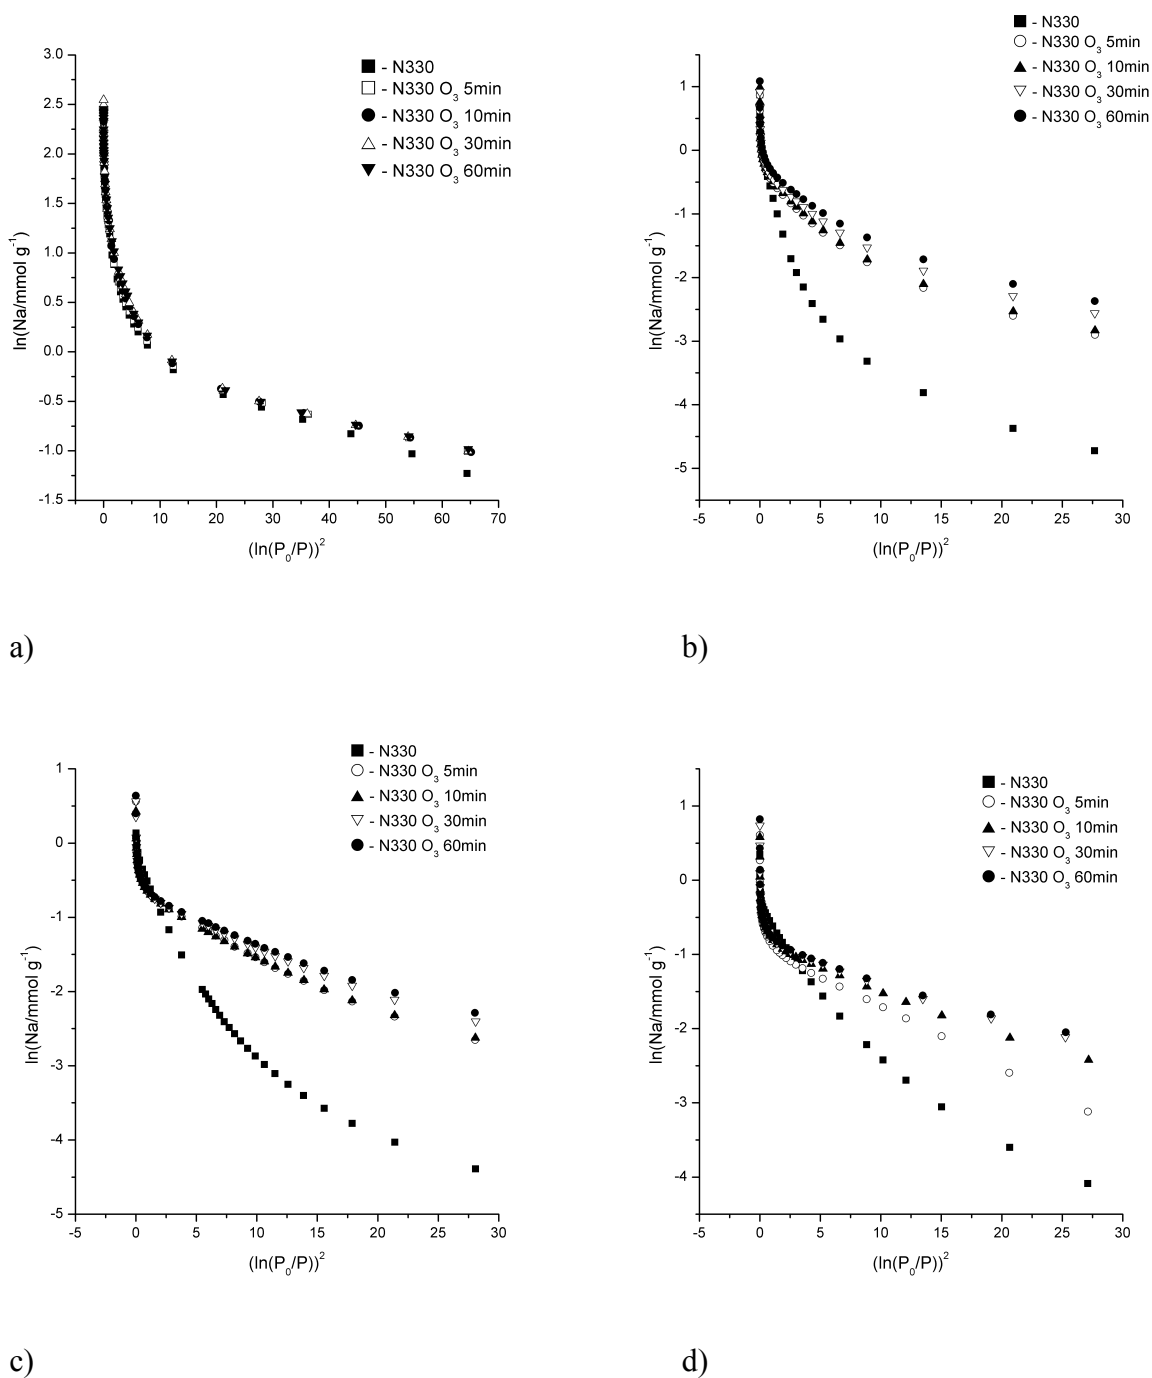 - N330
- N330 O3 5min
- N330 O3 10min
- N330 O3 30min
- N330 O3 60min
3.0
2.5
2.0
1.5
1.0
0.5
0.0
-0.5
-1.0
-1.5
ln(Na/mmol g-1)
0 10 20 30 40 50 60 70
(ln(P0/P))2
a)
- N330
- N330 O3 5min
- N330 O3 10min
- N330 O3 30min
- N330 O3 60min
1
0
-1
-2
-3
-4
-5
ln(Na/mmol g-1)
-5 0 5 10 15 20 25 30
(ln(P0/P))2
b)
- N330
- N330 O3 5min
- N330 O3 10min
- N330 O3 30min
- N330 O3 60min
1
0
-1
-2
-3
-4
-5
ln(Na/mmol g-1)
-5 0 5 10 15 20 25 30
(ln(P0/P))2
c)
- N330
- N330 O3 5min
- N330 O3 10min
- N330 O3 30min
- N330 O3 60min
1
0
-1
-2
-3
-4
ln(Na/mmol g-1)
-5 0 5 10 15 20 25 30
(ln(P0/P))2
d)